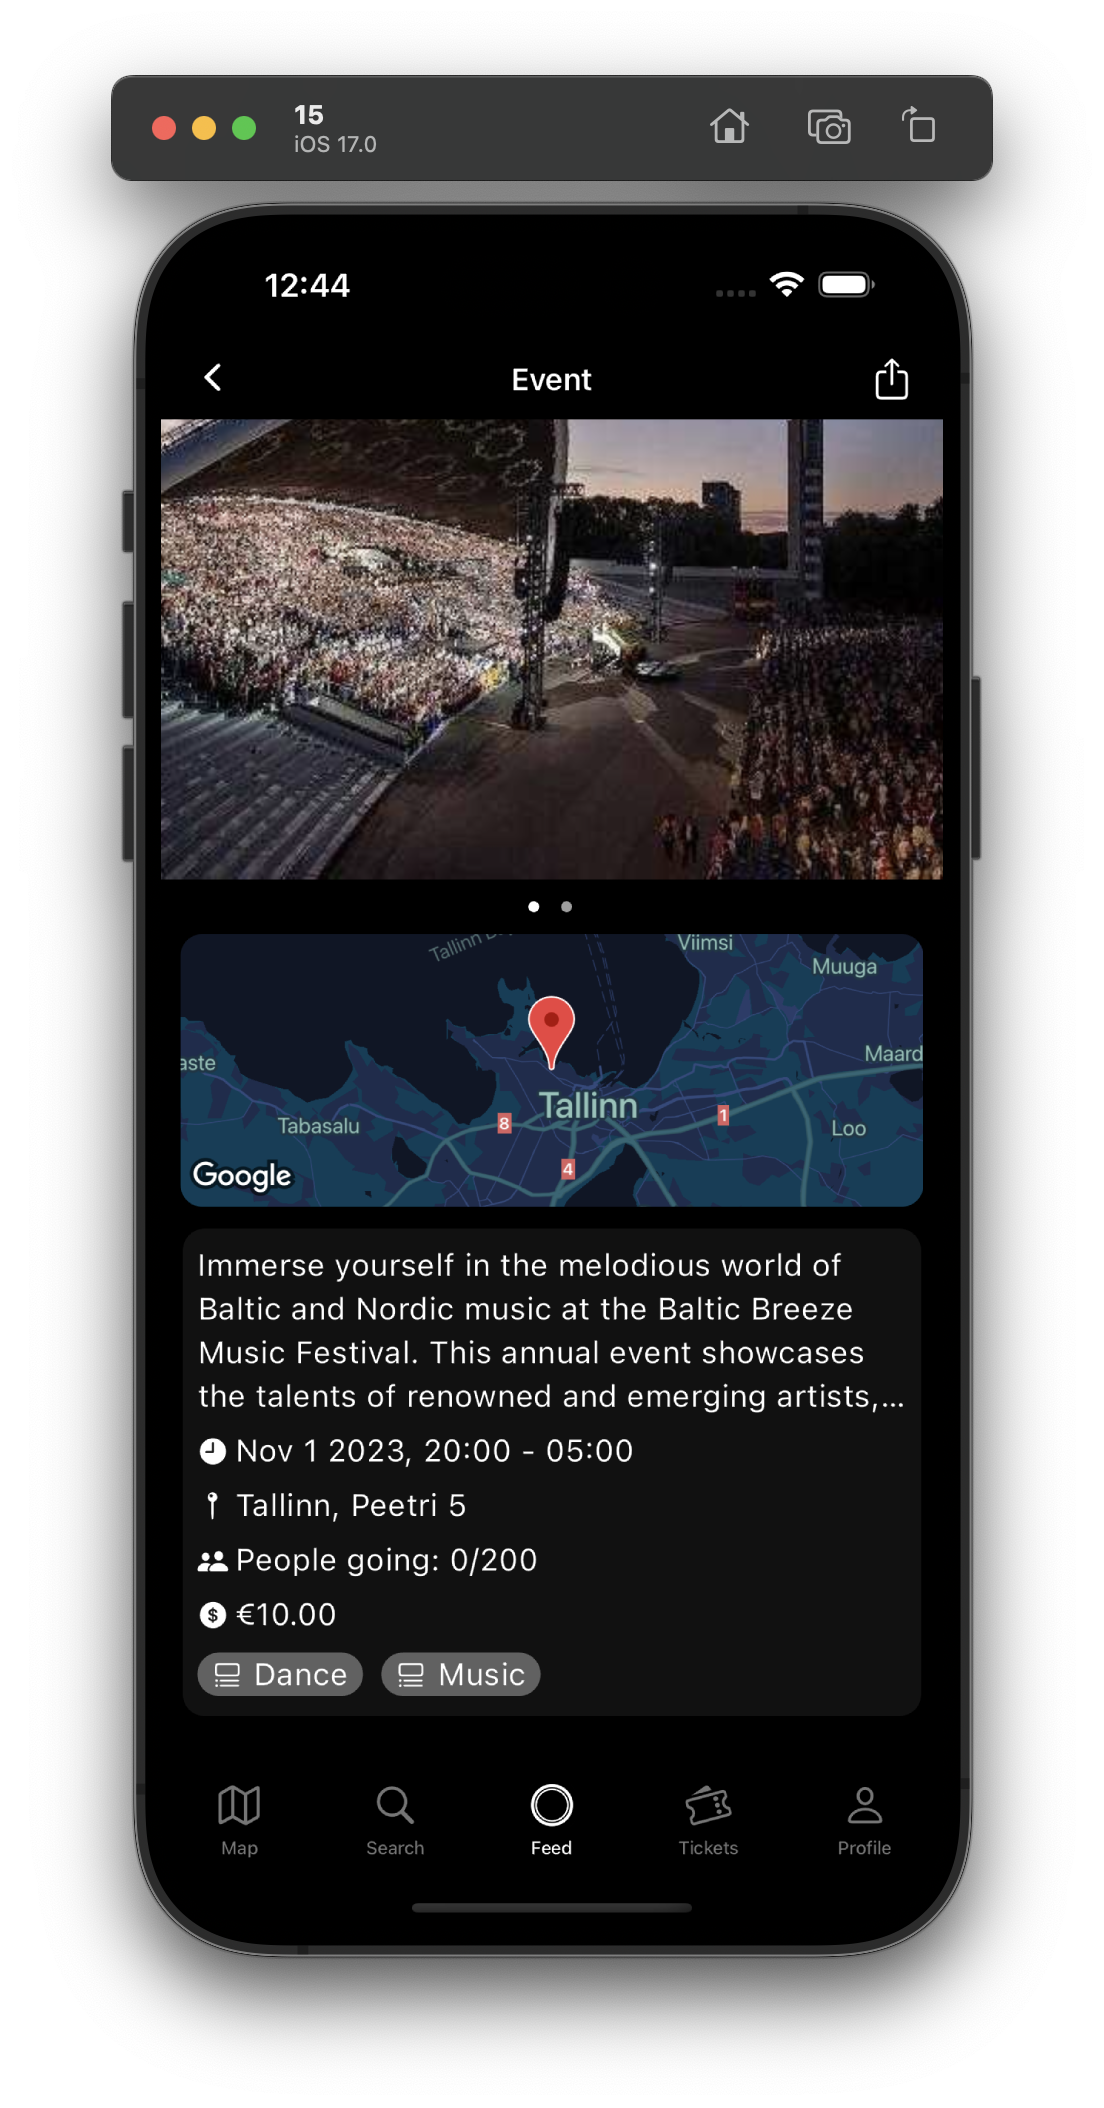 15
iOS 17.0
12:44
Event
Tallinn
Viimsi
Muuga
aste
Maard
Tallinn
8
1
Tabasalu
Loo
4
Google
Immerse yourself in the melodious world of
Baltic and Nordic music at the Baltic Breeze
Music Festival. This annual event showcases
the talents of renowned and emerging artists,...
Nov 1 2023, 20:00 - 05:00
Tallinn, Peetri 5
People going: 0/200
$ €10.00
Dance Music
Map Search Feed Tickets Profile